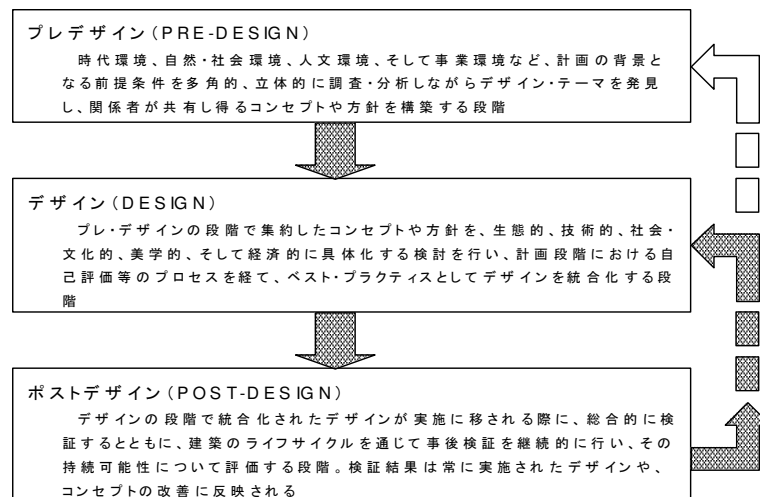 プレデザイン(PRE-DESIGN)
時代環境、自然・社会環境、人文環境、そして事業環境など、計画の背景と
なる前提条件を多角的、立体的に調査・分析しながらデザイン・テーマを発見
し、関係者が共有し得るコンセプトや方針を構築する段階
デザイン(DESIGN)
プレ・デザインの段階で集約したコンセプトや方針を、生態的、技術的、社会・
文化的、美学的、そして経済的に具体化する検討を行い、計画段階における自
己評価等のプロセスを経て、ベスト・プラクティスとしてデザインを統合化する段
階
ポストデザイン(POST-DESIGN)
デザインの段階で統合化されたデザインが実施に移される際に、総合的に検
証するとともに、建築のライフサイクルを通じて事後検証を継続的に行い、その
持続可能性について評価する段階。検証結果は常に実施されたデザインや、
コンセプトの改善に反映される